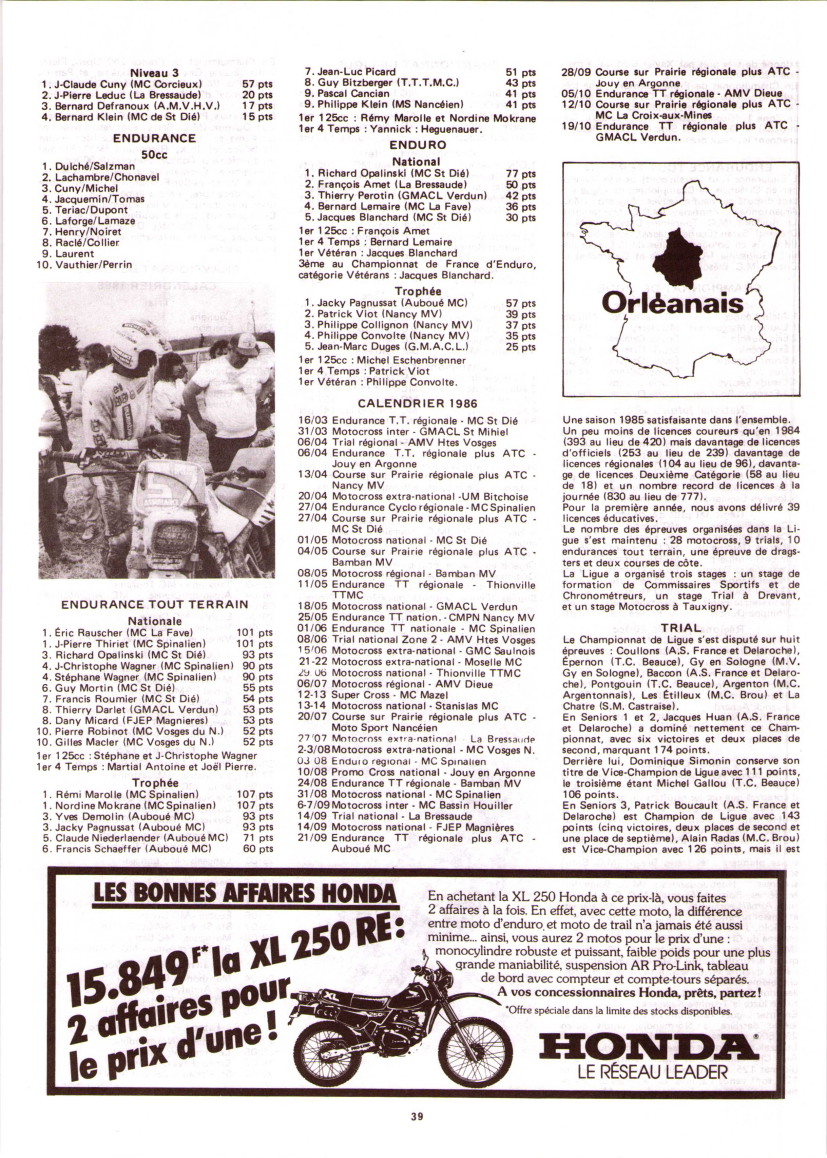 Niveau 3
1. J-Claude Cuny (MC Corcieux) 57 pts
2. J-Pierre Leduc (La Bressaude) 20 pts
3. Bernard Defranoux (A.M.V.H.V.) 17 pts
4. Bernard Klein (MC de St Dié) 15 pts
ENDURANCE
50cc
1. Dulché/Salzman
2. Lachambre/Chonavel
3. Cuny/Michel
4. Jacquemin/Tomas
5. Teriac/Dupont
6. Laforge/Lamaze
7. Henry/Noiret
8. Raclé/Collier
9. Laurent
10. Vauthier/Perrin
ENDURANCE TOUT TERRAIN
Nationale
1. Éric Rauscher (MC La Fave) 101 pts
1. J-Pierre Thiriet (MC Spinalien) 101 pts
3. Richard Opalinski (MC St Dié) 93 pts
4. J-Christophe Wagner (MC Spinalien) 90 pts
4. Stéphane Wagner (MC Spinalien) 90 pts
6. Guy Mortin (MC St Dié) 55 pts
7. Francis Roumier (MC St Dié) 54 pts
8. Thierry Darlet (GMACL Verdun) 53 pts
8. Dany Micard (FJEP Magnieres) 53 pts
10. Pierre Robinot (MC Vosges du N.) 52 pts
10. Gilles Macler (MC Vosges du N.) 52 pts
1er 125cc : Stéphane et J-Christophe Wagner
1er 4 Temps : Martial Antoine et Joël Pierre.
Trophée
1. Rémi Marolle (MC Spinalien) 107 pts
1. Nordine Mokrane (MC Spinalien) 107 pts
3. Yves Demolin (Auboué MC) 93 pts
3. Jacky Pagnussat (Auboué MC) 93 pts
5. Claude Niederlaender (Auboué MC) 71 pts
6. Francis Schaeffer (Auboué MC) 60 pts
7. Jean-Luc Picard 51 pts
8. Guy Bitzberger (T.T.T.M.C.) 43 pts
9. Pascal Cancian 41 pts
9. Philippe Klein (MS Nancéien) 41 pts
1er 125cc : Rémy Marolle et Nordine Mokrane
1er 4 Temps : Yannick : Heguenauer.
ENDURO
National
1. Richard Opalinski (MC St Dié) 77 pts
2. François Amet (La Bressaude) 50 pts
3. Thierry Perotin (GMACL Verdun) 42 pts
4. Bernard Lemaire (MC La Fave) 36 pts
5. Jacques Blanchard (MC St Dié) 30 pts
1er 125cc : François Amet
1er 4 Temps : Bernard Lemaire
1er Vétéran : Jacques Blanchard
3ème au Championnat de France d'Enduro,
catégorie Vétérans : Jacques Blanchard.
Trophée
1. Jacky Pagnussat (Auboué MC) 57 pts
2. Patrick Viot (Nancy MV) 39 pts
3. Philippe Collignon (Nancy MV) 37 pts
4. Philippe Convolte (Nancy MV) 35 pts
5. Jean-Marc Duges (G.M.A.C.L.) 25 pts
1er 125cc : Michel Eschenbrenner
1er 4 Temps : Patrick Viot
1er Vétéran : Philippe Convolte.
CALENDRIER 1986
16/03 Endurance T.T. régionale - MC St Dié
31/03 Motocross inter - GMACL St Mihiel
06/04 Trial régional - AMV Htes Vosges
06/04 Endurance T.T. régionale plus ATC -
Jouy en Argonne
13/04 Course sur Prairie régionale plus ATC -
Nancy MV
20/04 Motocross extra-national -UM Bitchoise
27/04 Endurance Cyclo régionale - MC Spinalien
27/04 Course sur Prairie régionale plus ATC -
MC St Dié
01/05 Motocross national - MC St Dié
04/05 Course sur Prairie régionale plus ATC -
Bamban MV
08/05 Motocross régional - Bamban MV
11/05 Endurance TT régionale - Thionville
TTMC
18/05 Motocross national - GMACL Verdun
25/05 Endurance TT nation. - CMPN Nancy MV
01/06 Endurance TT nationale - MC Spinalien
08/06 Trial national Zone 2 - AMV Htes Vosges
15/06 Motocross extra-national - GMC Saulnois
21-22 Motocross extra-national - Moselle MC
29 06 Motocross national - Thionville TTMC
06/07 Motocross régional - AMV Dieue
12-13 Super Cross - MC Mazel
13-14 Motocross national - Stanislas MC
20/07 Course sur Prairie régionale plus ATC -
Moto Sport Nancéien
27/07 Motocross extra-national - La Bressaude
2-3/08 Motocross extra-national - MC Vosges N.
03 08 Enduro régional - MC Spinalien
10/08 Promo Cross national - Jouy en Argonne
24/08 Endurance TT régionale - Bamban MV
31/08 Motocross national - MC Spinalien
6-7/09 Motocross inter - MC Bassin Houiller
14/09 Trial national - La Bressaude
14/09 Motocross national - FJEP Magnières
21/09 Endurance TT régionale plus ATC -
Auboué MC
28/09 Course sur Prairie régionale plus ATC -
Jouy en Argonne
05/10 Endurance TT régionale - AMV Dieue
12/10 Course sur Prairie régionale plus ATC -
MC La Croix-aux-Mines
19/10 Endurance TT régionale plus ATC -
GMACL Verdun.
Orléanais
Une saison 1985 satisfaisante dans l'ensemble.
Un peu moins de licences coureurs qu'en 1984
(393 au lieu de 420) mais davantage de licences
d'officiels (253 au lieu de 239) davantage de
licences régionales (104 au lieu de 96), davanta-
ge de licences Deuxième Catégorie (58 au lieu
de 18) et un nombre record de licences à la
journée (830 au lieu de 777).
Pour la première année, nous avons délivré 39
licences éducatives.
Le nombre des épreuves organisées dans la Li-
gue s'est maintenu : 28 motocross, 9 trials, 10
endurances tout terrain, une épreuve de drags-
ters et deux courses de côte.
La Ligue a organisé trois stages : un stage de
formation de Commissaires Sportifs et de
Chronométreurs, un stage Trial à Drevant,
et un stage Motocross à Tauxigny.
TRIAL
Le Championnat de Ligue s'est disputé sur huit
épreuves : Coullons (A.S. France et Delaroche),
Épernon (T.C. Beauce), Gy en Sologne (M.V.
Gy en Sologne), Baccon (A.S. France et Delaro-
che), Pontgouin (T.C. Beauce), Argenton (M.C.
Argentonnais), Les Étilleux (M.C. Brou) et La
Chatre (S.M. Castraise).
En Seniors 1 et 2, Jacques Huan (A.S. France
et Delaroche) a dominé nettement ce Cham-
pionnat, avec six victoires et deux places de
second, marquant 174 points.
Derrière lui, Dominique Simonin conserve son
titre de Vice-Champion de Ligue avec 111 points,
le troisième étant Michel Gallou (T.C. Beauce)
106 points.
En Seniors 3, Patrick Boucault (A.S. France et
Delaroche) est Champion de Ligue avec 143
points (cinq victoires, deux places de second et
une place de septième), Alain Radas (M.C. Brou)
est Vice-Champion avec 126 points, mais il est
LES BONNES AFFAIRES HONDA
15.849F* la XL 250 RE:
2 affaires pour
le prix d'une !
En achetant la XL 250 Honda à ce prix-là, vous faites
2 affaires à la fois. En effet, avec cette moto, la différence
entre moto d'enduro et moto de trail n'a jamais été aussi
minime... ainsi, vous aurez 2 motos pour le prix d'une :
monocylindre robuste et puissant, faible poids pour une plus
grande maniabilité, suspension AR Pro-Link, tableau
de bord avec compteur et compte-tours séparés.
A vos concessionnaires Honda, prêts, partez !
*Offre spéciale dans la limite des stocks disponibles.
XL
250
HONDA
LE RÉSEAU LEADER
39